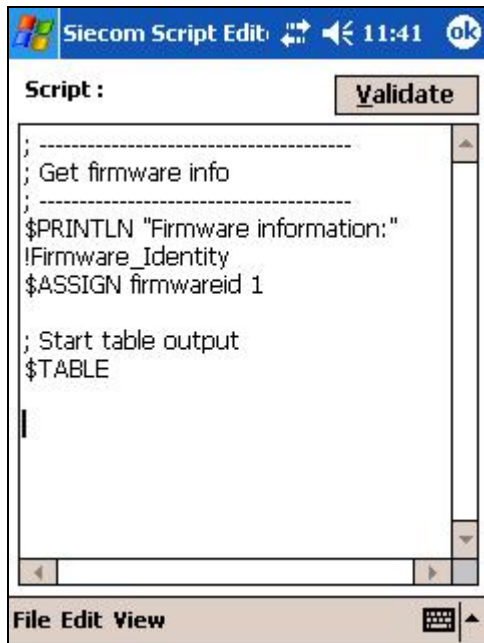 Siecom Script Edit 11:41 ok
Script : Validate
; ---------------------------------------
; Get firmware info
; ---------------------------------------
$PRINTLN "Firmware information:"
!Firmware_Identity
$ASSIGN firmwareid 1
; Start table output
$TABLE
File Edit View